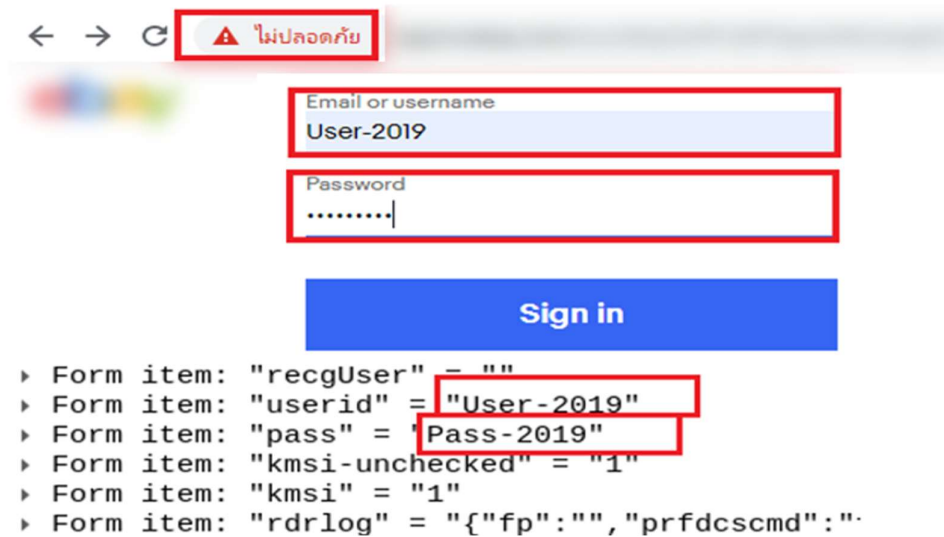 ไม่ปลอดภัย
Email or username
User-2019
Password
•••••••••
Sign in
Form item: "recgUser" = ""
Form item: "userid" = "User-2019"
Form item: "pass" = "Pass-2019"
Form item: "kmsi-unchecked" = "1"
Form item: "kmsi" = "1"
Form item: "rdrlog" = "{"fp":"","prfdcscmd":"